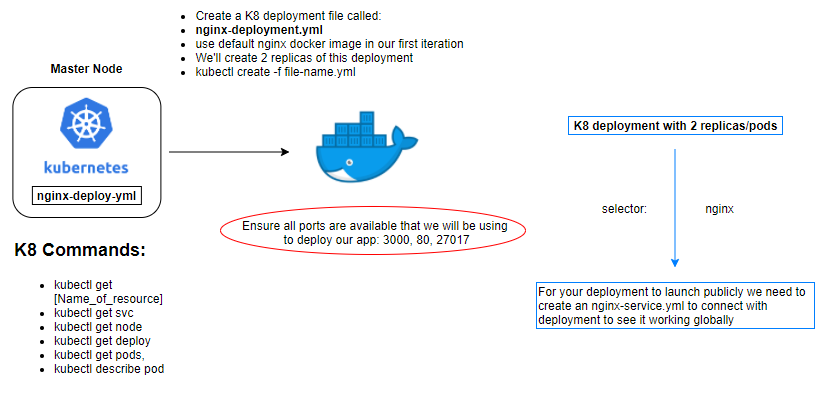 Create a K8 deployment file called:
nginx-deployment.yml
use default nginx docker image in our first iteration
We'll create 2 replicas of this deployment
kubectl create -f file-name.yml
Master Node
kubernetes
nginx-deploy-yml
K8 deployment with 2 replicas/pods
selector:
nginx
Ensure all ports are available that we will be using
to deploy our app: 3000, 80, 27017
K8 Commands:
kubectl get
[Name_of_resource]
kubectl get svc
kubectl get node
kubectl get deploy
kubectl get pods,
kubectl describe pod
For your deployment to launch publicly we need to
create an nginx-service.yml to connect with
deployment to see it working globally